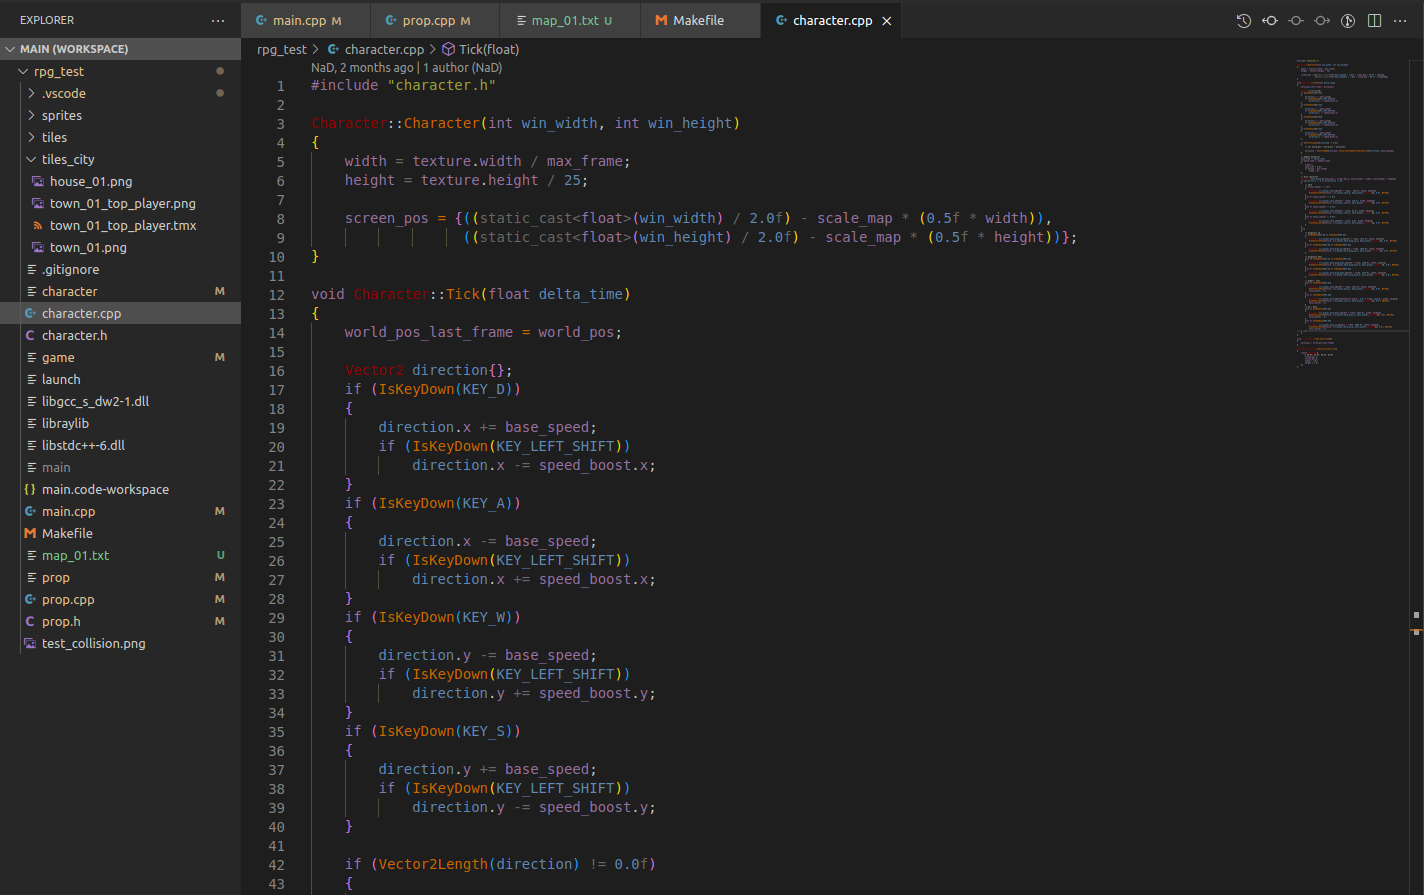 EXPLORER ···
MAIN (WORKSPACE)
rpg_test
.vscode
sprites
tiles
tiles_city
house_01.png
town_01_top_player.png
town_01_top_player.tmx
town_01.png
.gitignore
character M
character.cpp
character.h
game M
launch
libgcc_s_dw2-1.dll
libraylib
libstdc++-6.dll
main
main.code-workspace
main.cpp M
Makefile
map_01.txt U
prop M
prop.cpp M
prop.h M
test_collision.png
main.cpp M prop.cpp M map_01.txt U Makefile character.cpp
rpg_test > character.cpp > Tick(float)
NaD, 2 months ago | 1 author (NaD)
1 #include "character.h"
2
3 Character::Character(int win_width, int win_height)
4 {
5 width = texture.width / max_frame;
6 height = texture.height / 25;
7
8 screen_pos = {((static_cast<float>(win_width) / 2.0f) - scale_map * (0.5f * width)),
9 ((static_cast<float>(win_height) / 2.0f) - scale_map * (0.5f * height))};
10 }
11
12 void Character::Tick(float delta_time)
13 {
14 world_pos_last_frame = world_pos;
15
16 Vector2 direction{};
17 if (IsKeyDown(KEY_D))
18 {
19 direction.x += base_speed;
20 if (IsKeyDown(KEY_LEFT_SHIFT))
21 direction.x -= speed_boost.x;
22 }
23 if (IsKeyDown(KEY_A))
24 {
25 direction.x -= base_speed;
26 if (IsKeyDown(KEY_LEFT_SHIFT))
27 direction.x += speed_boost.x;
28 }
29 if (IsKeyDown(KEY_W))
30 {
31 direction.y -= base_speed;
32 if (IsKeyDown(KEY_LEFT_SHIFT))
33 direction.y += speed_boost.y;
34 }
35 if (IsKeyDown(KEY_S))
36 {
37 direction.y += base_speed;
38 if (IsKeyDown(KEY_LEFT_SHIFT))
39 direction.y -= speed_boost.y;
40 }
41
42 if (Vector2Length(direction) != 0.0f)
43 {